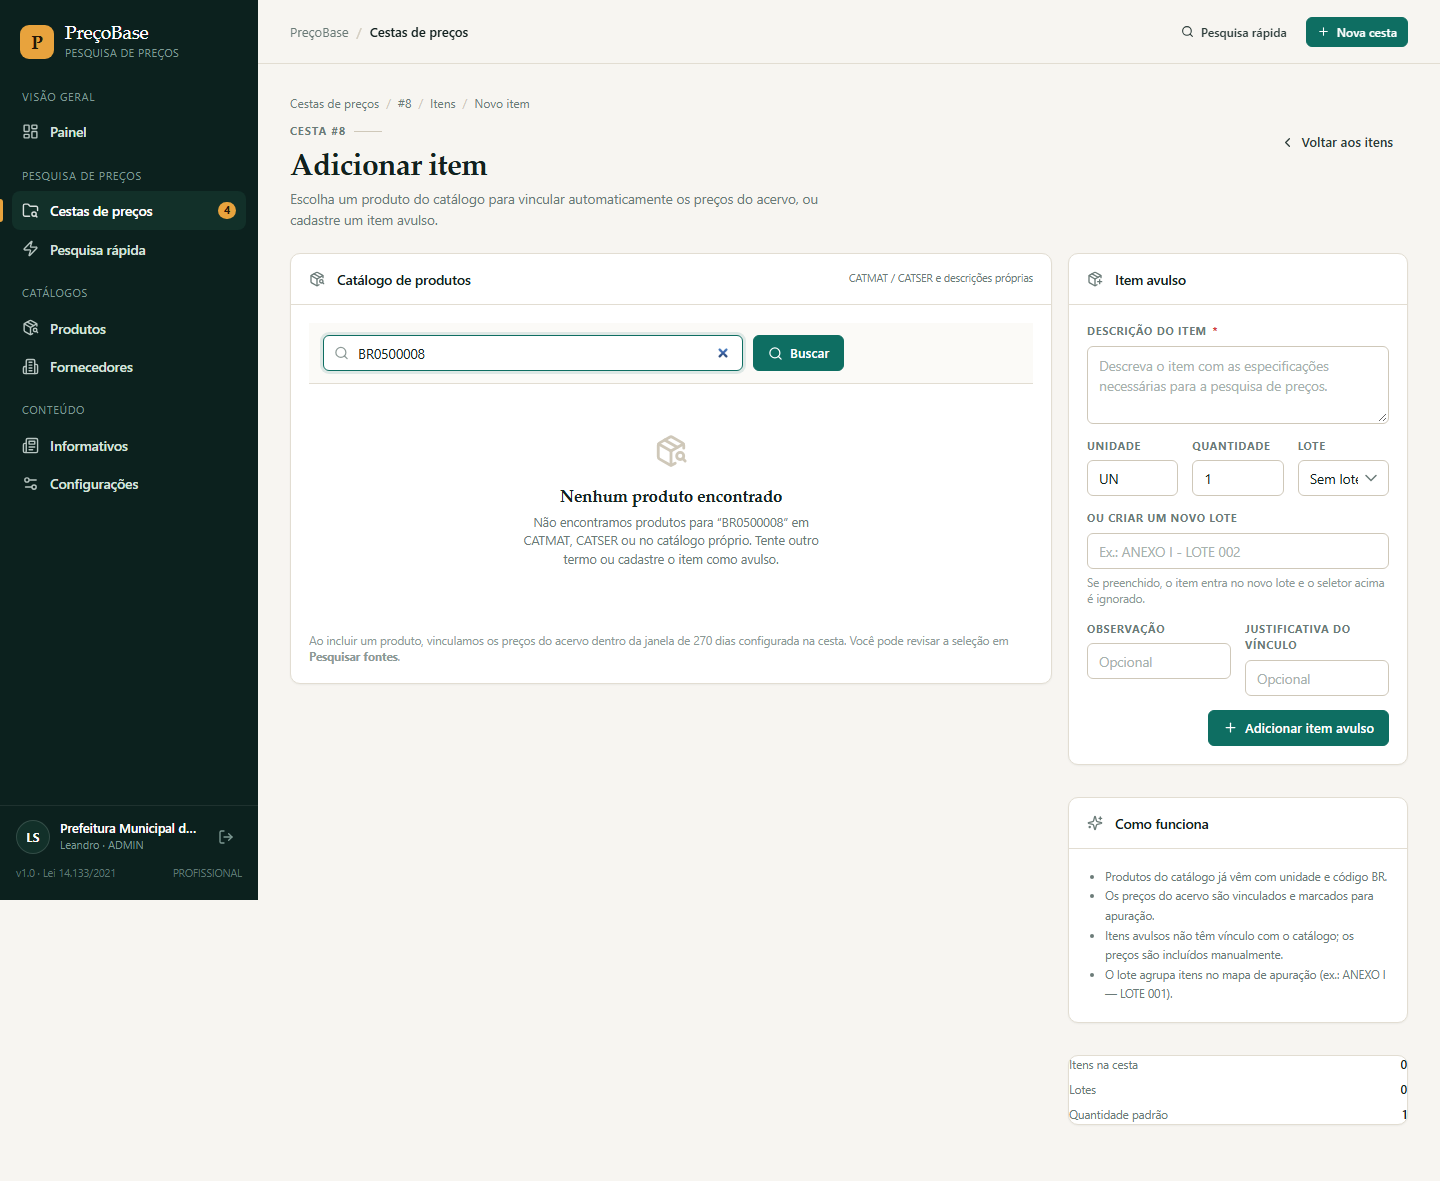 P
PreçoBase
PESQUISA DE PREÇOS
VISÃO GERAL
Painel
PESQUISA DE PREÇOS
Cestas de preços
4
Pesquisa rápida
CATÁLOGOS
Produtos
Fornecedores
CONTEÚDO
Informativos
Configurações
LS
Prefeitura Municipal d...
Leandro · ADMIN
v1.0 · Lei 14.133/2021
PROFISSIONAL
PreçoBase / Cestas de preços
Pesquisa rápida
+ Nova cesta
Cestas de preços / #8 / Itens / Novo item
CESTA #8
Voltar aos itens
Adicionar item
Escolha um produto do catálogo para vincular automaticamente os preços do acervo, ou
cadastre um item avulso.
Catálogo de produtos
CATMAT / CATSER e descrições próprias
BR0500008
Buscar
Nenhum produto encontrado
Não encontramos produtos para “BR0500008” em
CATMAT, CATSER ou no catálogo próprio. Tente outro
termo ou cadastre o item como avulso.
Ao incluir um produto, vinculamos os preços do acervo dentro da janela de 270 dias configurada na cesta. Você pode revisar a seleção em
Pesquisar fontes.
Item avulso
DESCRIÇÃO DO ITEM *
Descreva o item com as especificações
necessárias para a pesquisa de preços.
UNIDADE
QUANTIDADE
LOTE
UN
1
Sem lote
OU CRIAR UM NOVO LOTE
Ex.: ANEXO I - LOTE 002
Se preenchido, o item entra no novo lote e o seletor acima
é ignorado.
OBSERVAÇÃO
JUSTIFICATIVA DO
VÍNCULO
Opcional
Opcional
+ Adicionar item avulso
Como funciona
• Produtos do catálogo já vêm com unidade e código BR.
• Os preços do acervo são vinculados e marcados para
apuração.
• Itens avulsos não têm vínculo com o catálogo; os
preços são incluídos manualmente.
• O lote agrupa itens no mapa de apuração (ex.: ANEXO I
— LOTE 001).
Itens na cesta 0
Lotes 0
Quantidade padrão 1